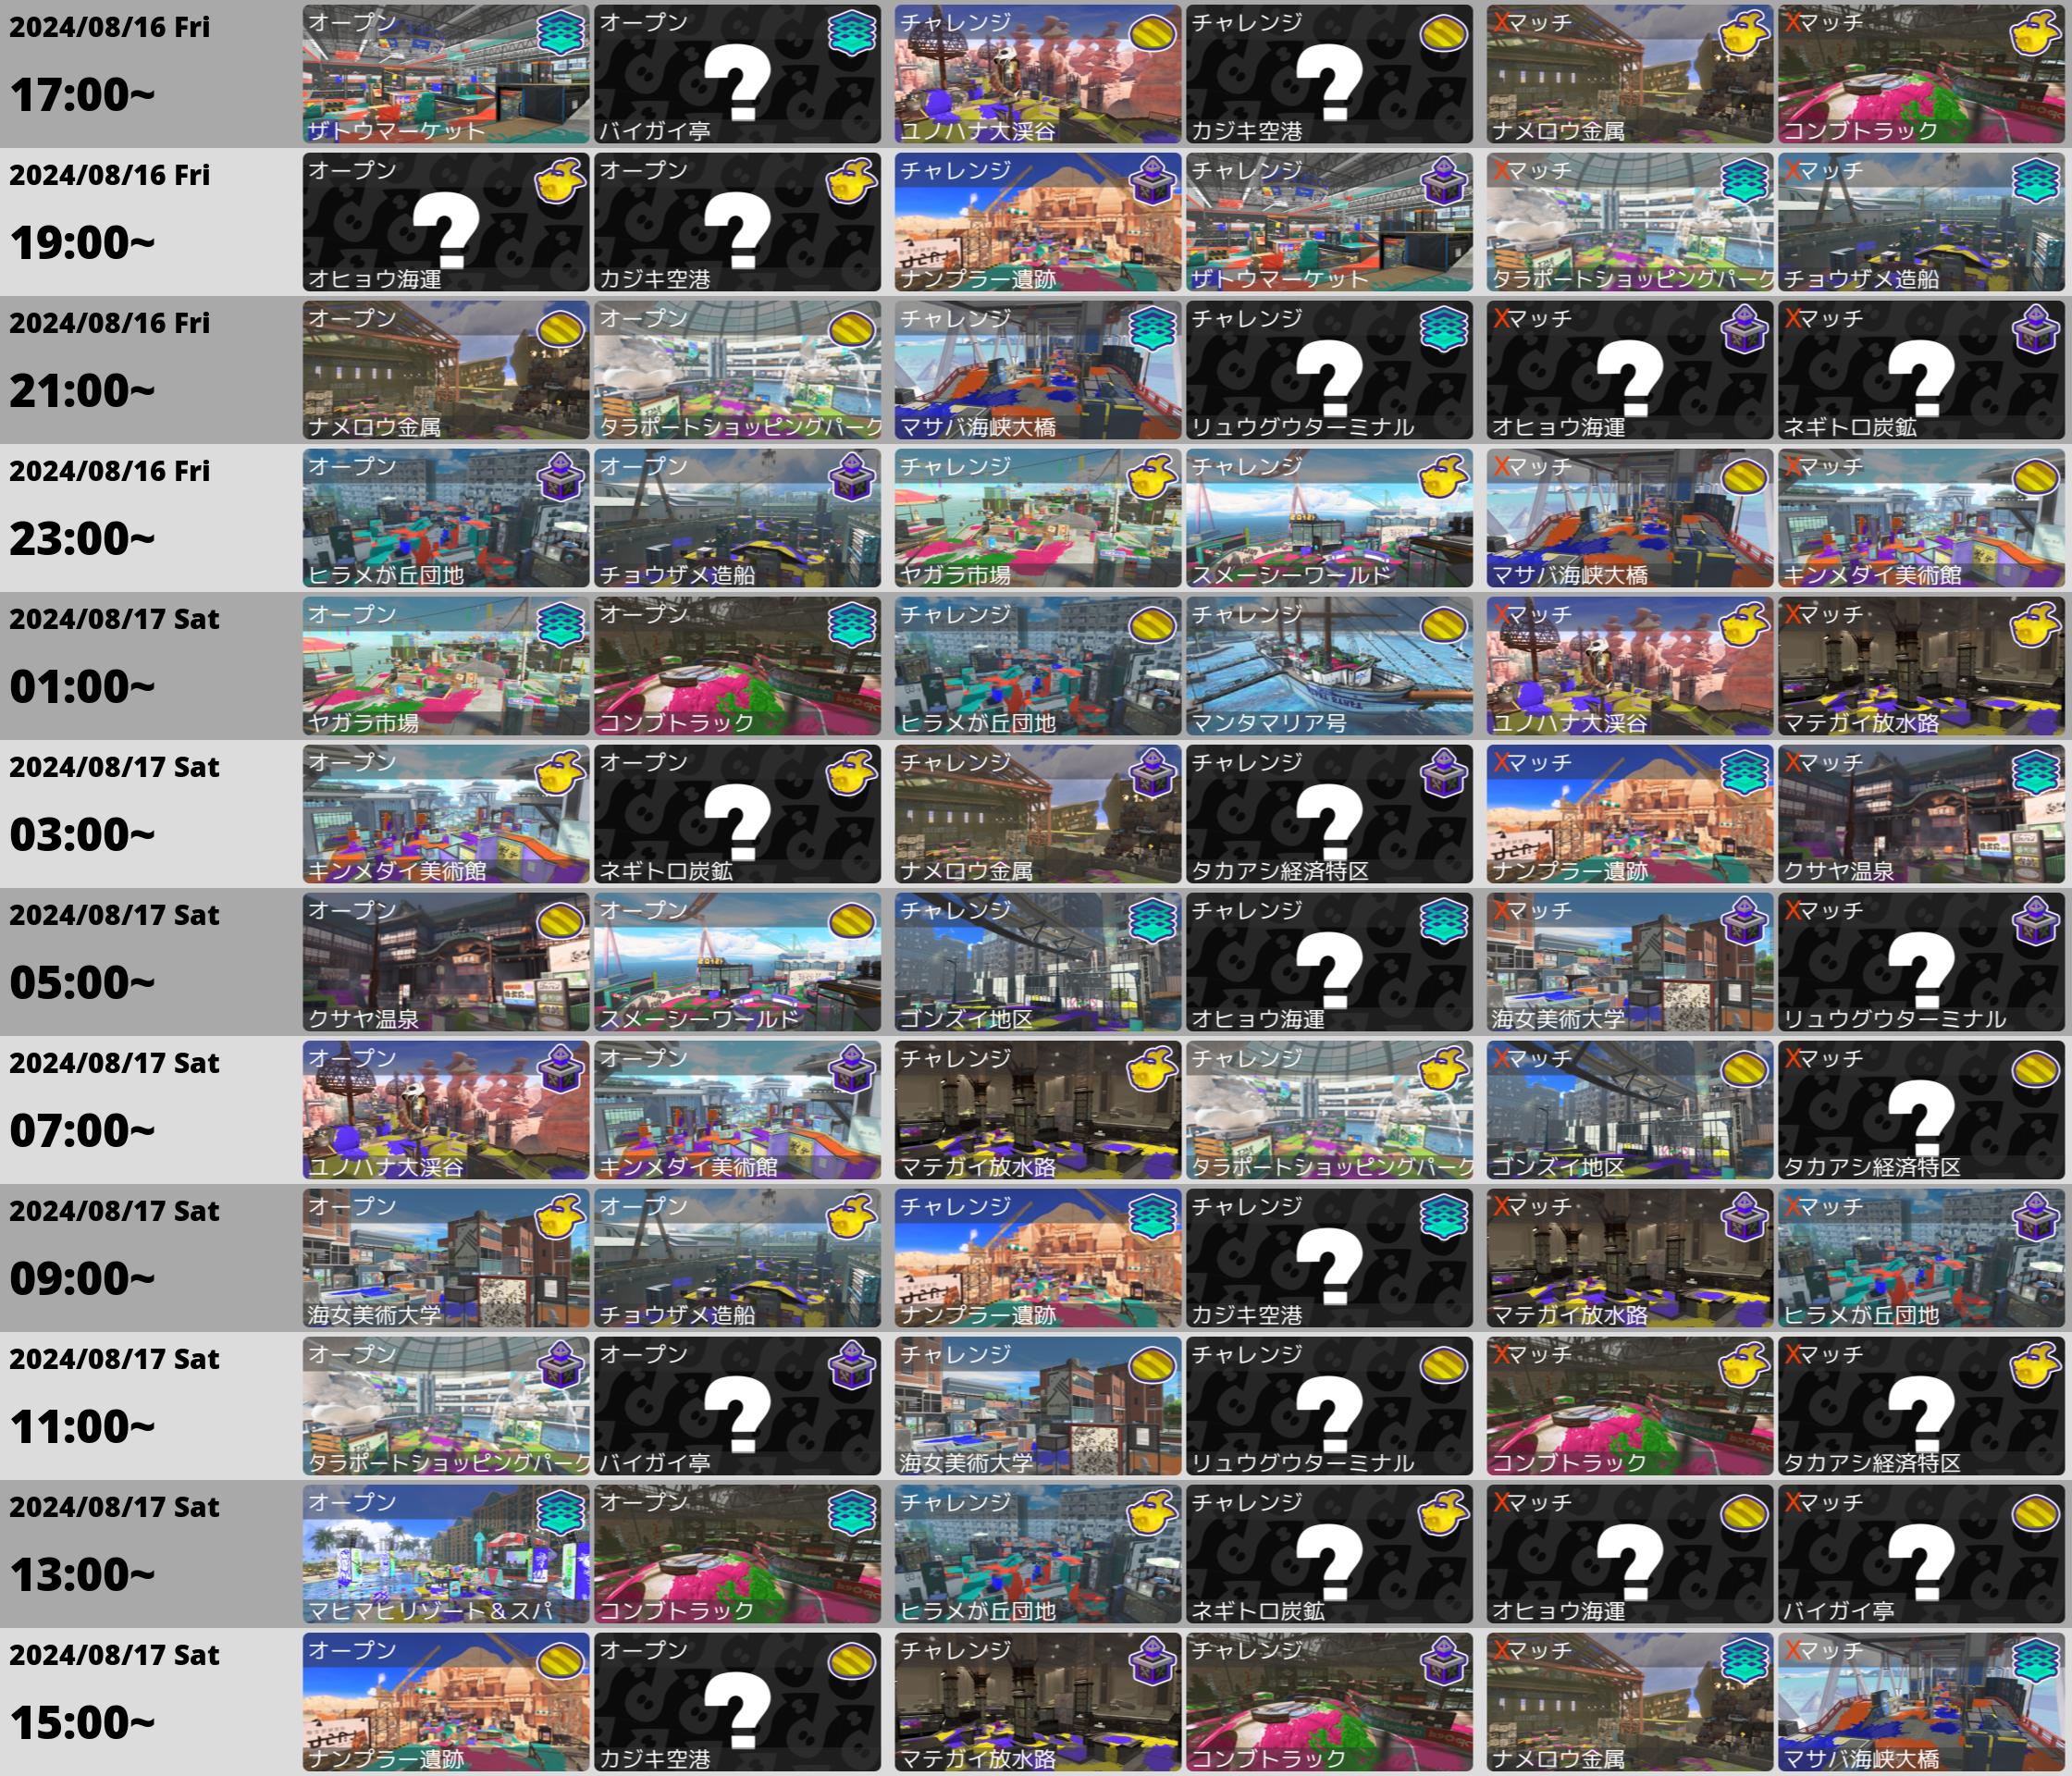 2024/08/16 Fri
17:00~
オープン
ザトウマーケット
オープン
バイガイ亭
チャレンジ
ユノハナ大渓谷
チャレンジ
カジキ空港
Xマッチ
ナメロウ金属
Xマッチ
コンブトラック
2024/08/16 Fri
19:00~
オープン
オヒョウ海運
オープン
カジキ空港
チャレンジ
ナンプラー遺跡
チャレンジ
ザトウマーケット
Xマッチ
タラポートショッピングパーク
Xマッチ
チョウザメ造船
2024/08/16 Fri
21:00~
オープン
ナメロウ金属
オープン
タラポートショッピングパーク
チャレンジ
マサバ海峡大橋
チャレンジ
リュウグウターミナル
Xマッチ
オヒョウ海運
Xマッチ
ネギトロ炭鉱
2024/08/16 Fri
23:00~
オープン
ヒラメが丘団地
オープン
チョウザメ造船
チャレンジ
ヤガラ市場
チャレンジ
スメーシーワールド
Xマッチ
マサバ海峡大橋
Xマッチ
キンメダイ美術館
2024/08/17 Sat
01:00~
オープン
ヤガラ市場
オープン
コンブトラック
チャレンジ
ヒラメが丘団地
チャレンジ
マンタマリア号
Xマッチ
ユノハナ大渓谷
Xマッチ
マテガイ放水路
2024/08/17 Sat
03:00~
オープン
キンメダイ美術館
オープン
ネギトロ炭鉱
チャレンジ
ナメロウ金属
チャレンジ
タカアシ経済特区
Xマッチ
ナンプラー遺跡
Xマッチ
クサヤ温泉
2024/08/17 Sat
05:00~
オープン
クサヤ温泉
オープン
スメーシーワールド
チャレンジ
ゴンズイ地区
チャレンジ
オヒョウ海運
Xマッチ
海女美術大学
Xマッチ
リュウグウターミナル
2024/08/17 Sat
07:00~
オープン
ユノハナ大渓谷
オープン
キンメダイ美術館
チャレンジ
マテガイ放水路
チャレンジ
タラポートショッピングパーク
Xマッチ
ゴンズイ地区
Xマッチ
タカアシ経済特区
2024/08/17 Sat
09:00~
オープン
海女美術大学
オープン
チョウザメ造船
チャレンジ
ナンプラー遺跡
チャレンジ
カジキ空港
Xマッチ
マテガイ放水路
Xマッチ
ヒラメが丘団地
2024/08/17 Sat
11:00~
オープン
タラポートショッピングパーク
オープン
バイガイ亭
チャレンジ
海女美術大学
チャレンジ
リュウグウターミナル
Xマッチ
コンブトラック
Xマッチ
タカアシ経済特区
2024/08/17 Sat
13:00~
オープン
マヒマヒリゾート＆スパ
オープン
コンブトラック
チャレンジ
ヒラメが丘団地
チャレンジ
ネギトロ炭鉱
Xマッチ
オヒョウ海運
Xマッチ
バイガイ亭
2024/08/17 Sat
15:00~
オープン
ナンプラー遺跡
オープン
カジキ空港
チャレンジ
マテガイ放水路
チャレンジ
コンブトラック
Xマッチ
ナメロウ金属
Xマッチ
マサバ海峡大橋